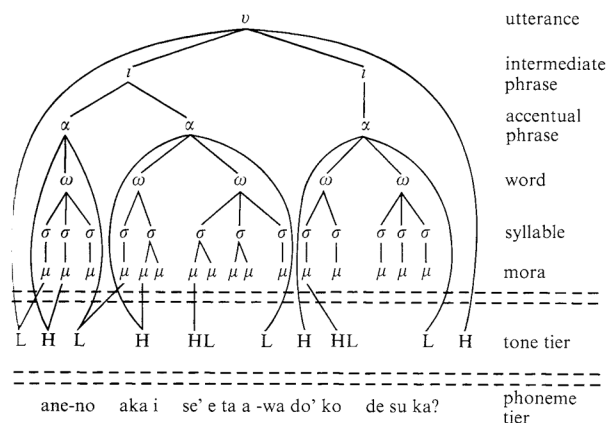 υ utterance
ι ι intermediate
phrase
α α α accentual
phrase
ω ω ω ω ω word
σ σ σ σ σ σ σ σ σ σ σ σ σ syllable
μ μ μ μ μ μ μ μ μ μ μ μ μ μ μ μ mora
L H L H HL L H HL L H tone tier
ane-no aka i se' e ta a -wa do' ko de su ka? phoneme
tier